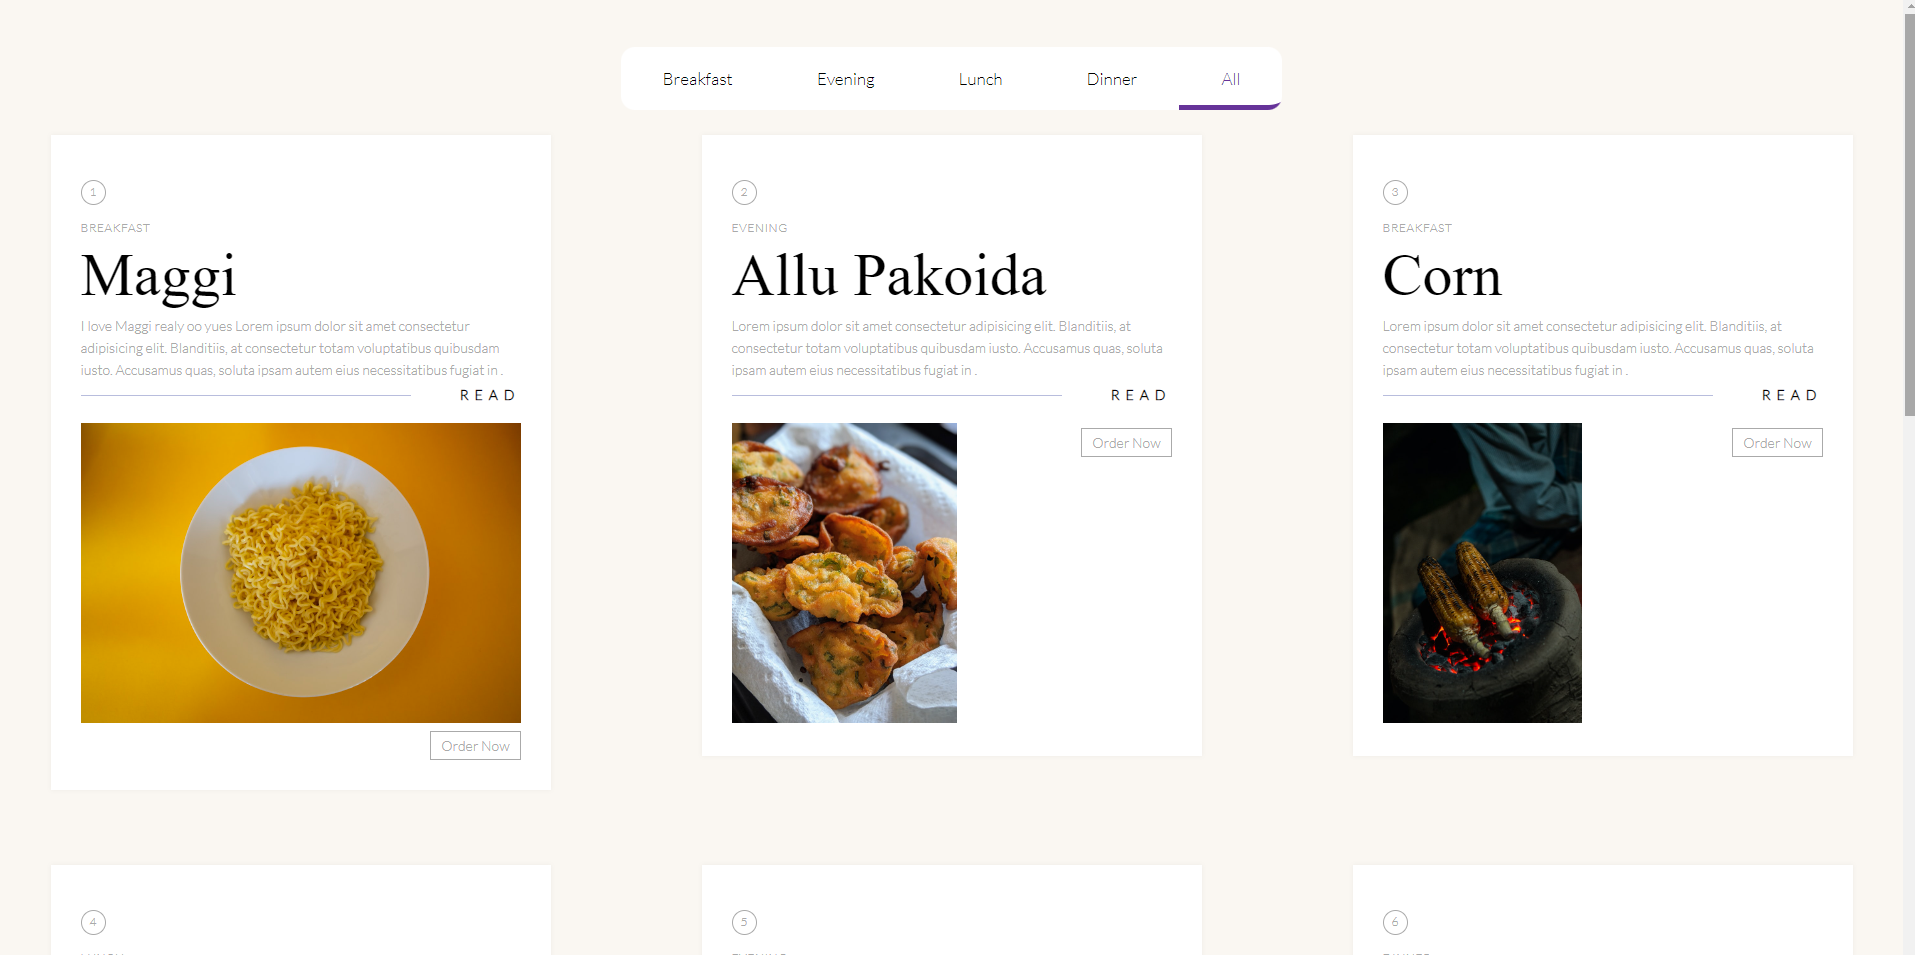 Breakfast Evening Lunch Dinner All
1
BREAKFAST
Maggi
I love Maggi realy oo yues Lorem ipsum dolor sit amet consectetur
adipisicing elit. Blanditiis, at consectetur totam voluptatibus quibusdam
iusto. Accusamus quas, soluta ipsam autem eius necessitatibus fugiat in .
READ
Order Now
2
EVENING
Allu Pakoida
Lorem ipsum dolor sit amet consectetur adipisicing elit. Blanditiis, at
consectetur totam voluptatibus quibusdam iusto. Accusamus quas, soluta
ipsam autem eius necessitatibus fugiat in .
READ
Order Now
3
BREAKFAST
Corn
Lorem ipsum dolor sit amet consectetur adipisicing elit. Blanditiis, at
consectetur totam voluptatibus quibusdam iusto. Accusamus quas, soluta
ipsam autem eius necessitatibus fugiat in .
READ
Order Now
4
5
6